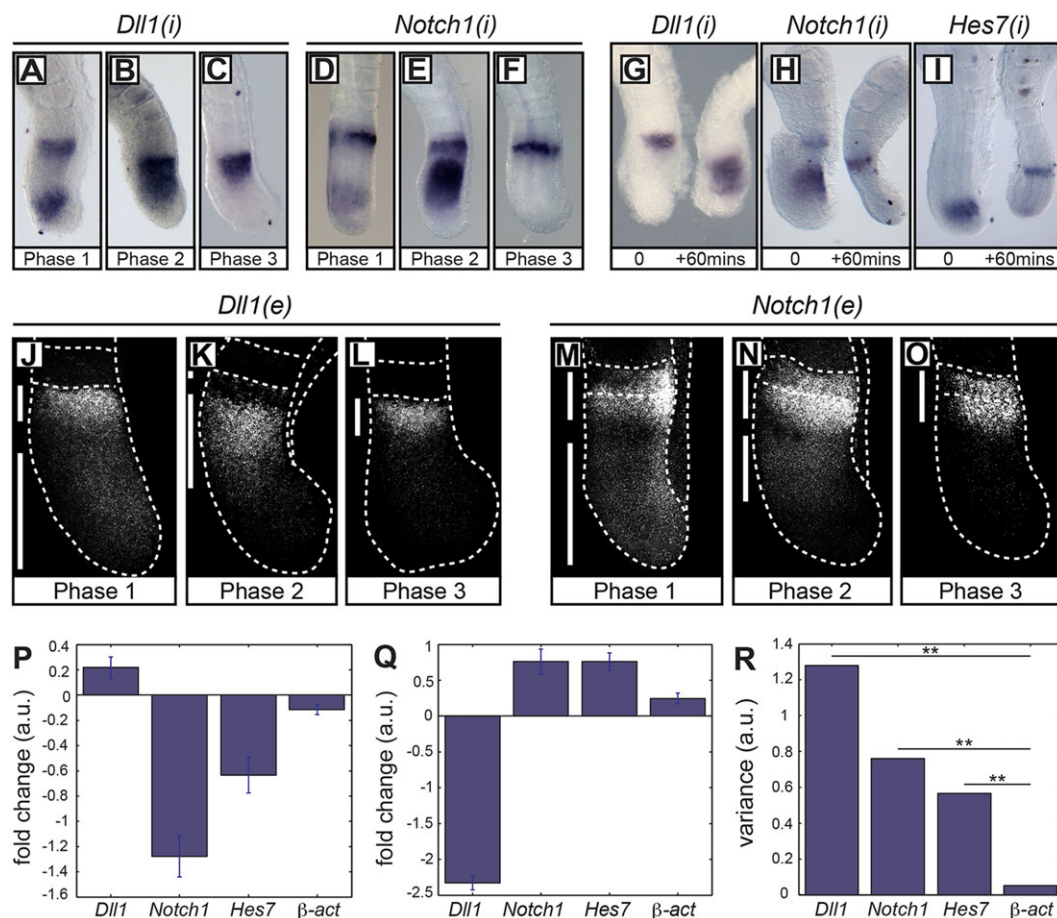 Dll1(i)
Notch1(i)
Dll1(i)
Notch1(i)
Hes7(i)
A
B
C
D
E
F
G
H
I
Phase 1
Phase 2
Phase 3
Phase 1
Phase 2
Phase 3
0 +60mins
0 +60mins
0 +60mins
Dll1(e)
Notch1(e)
J
K
L
M
N
O
Phase 1
Phase 2
Phase 3
Phase 1
Phase 2
Phase 3
P
fold change (a.u.)
0.4
0.2
0
-0.2
-0.4
-0.6
-0.8
-1
-1.2
-1.4
-1.6
Dll1 Notch1 Hes7 β-act
Q
fold change (a.u.)
1
0.5
0
-0.5
-1
-1.5
-2
-2.5
Dll1 Notch1 Hes7 β-act
R
variance (a.u.)
1.4
1.2
1
0.8
0.6
0.4
0.2
0
**
**
**
Dll1 Notch1 Hes7 β-act